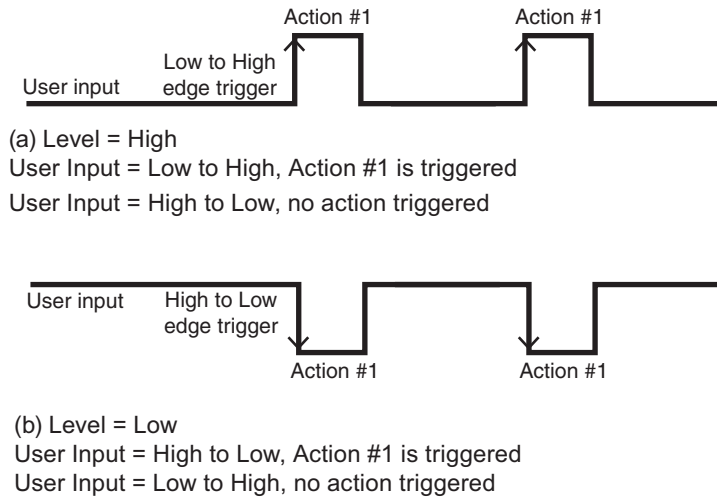 Action #1 Action #1
Low to High
User input edge trigger
(a) Level = High
User Input = Low to High, Action #1 is triggered
User Input = High to Low, no action triggered
User input High to Low
edge trigger
Action #1 Action #1
(b) Level = Low
User Input = High to Low, Action #1 is triggered
User Input = Low to High, no action triggered